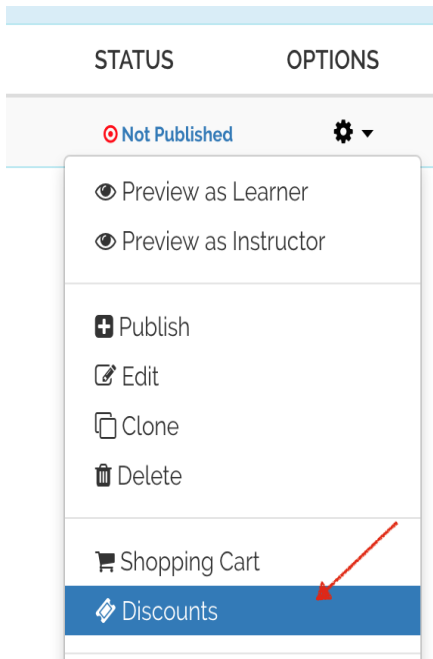 STATUS OPTIONS
Not Published
Preview as Learner
Preview as Instructor
Publish
Edit
Clone
Delete
Shopping Cart
Discounts